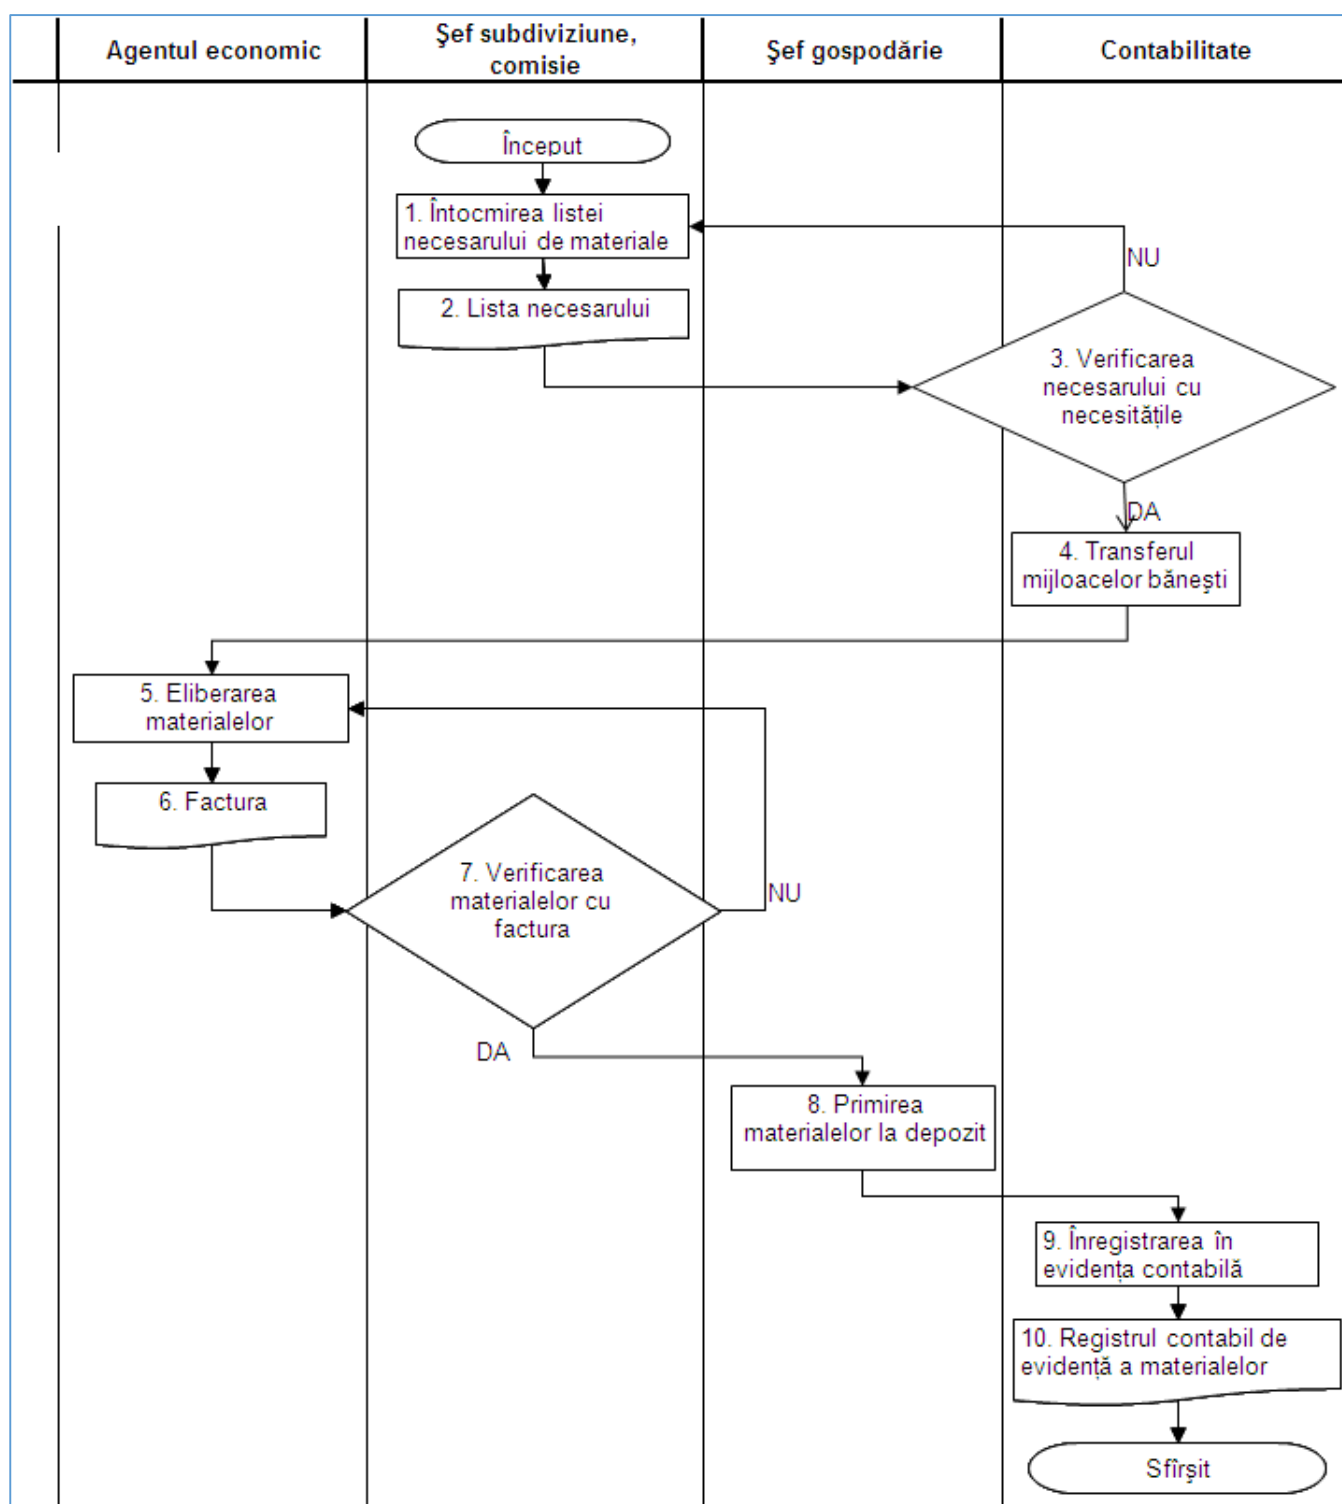 Agentul economic
Şef subdiviziune,
comisie
Şef gospodărie
Contabilitate
Început
1. Întocmirea listei
necesarului de materiale
NU
2. Lista necesarului
3. Verificarea
necesarului cu
necesităţile
DA
4. Transferul
mijloacelor băneşti
5. Eliberarea
materialelor
6. Factura
7. Verificarea
materialelor cu
factura
NU
DA
8. Primirea
materialelor la depozit
9. Înregistrarea în
evidenţa contabilă
10. Registrul contabil de
evidenţă a materialelor
Sfîrşit